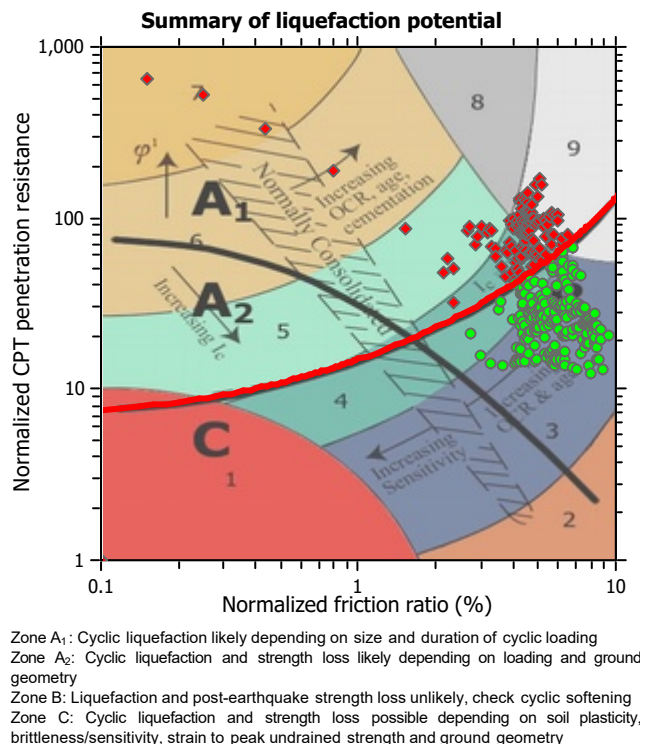 Summary of liquefaction potential
1,000
100
10
1
Normalized CPT penetration resistance
7
8
9
φ'
A1
Normally Consolidated
Increasing
OCR, age,
cementation
6
A2
Increasing Ic
5
Ic
4
C
1
Increasing
Sensitivity
Increasing
OCR & age
3
2
0.1
1
10
Normalized friction ratio (%)
Zone A1: Cyclic liquefaction likely depending on size and duration of cyclic loading
Zone A2: Cyclic liquefaction and strength loss likely depending on loading and ground
geometry
Zone B: Liquefaction and post-earthquake strength loss unlikely, check cyclic softening
Zone C: Cyclic liquefaction and strength loss possible depending on soil plasticity,
brittleness/sensitivity, strain to peak undrained strength and ground geometry